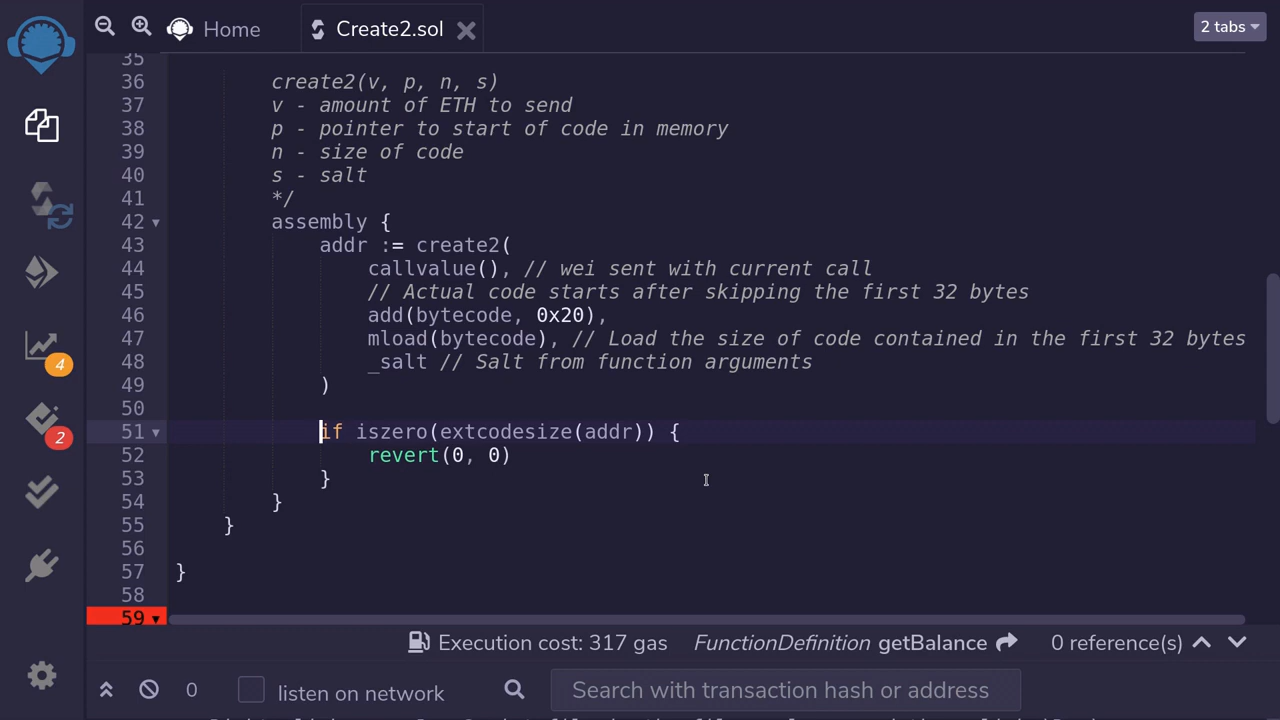 Home
Create2.sol
2 tabs
35
36 create2(v, p, n, s)
37 v - amount of ETH to send
38 p - pointer to start of code in memory
39 n - size of code
40 s - salt
41 */
42 assembly {
43 addr := create2(
44 callvalue(), // wei sent with current call
45 // Actual code starts after skipping the first 32 bytes
46 add(bytecode, 0x20),
47 mload(bytecode), // Load the size of code contained in the first 32 bytes
48 _salt // Salt from function arguments
49 )
50
51 if iszero(extcodesize(addr)) {
52 revert(0, 0)
53 }
54 }
55 }
56
57 }
58
59
4
2
Execution cost: 317 gas FunctionDefinition getBalance 0 reference(s)
0 listen on network Search with transaction hash or address